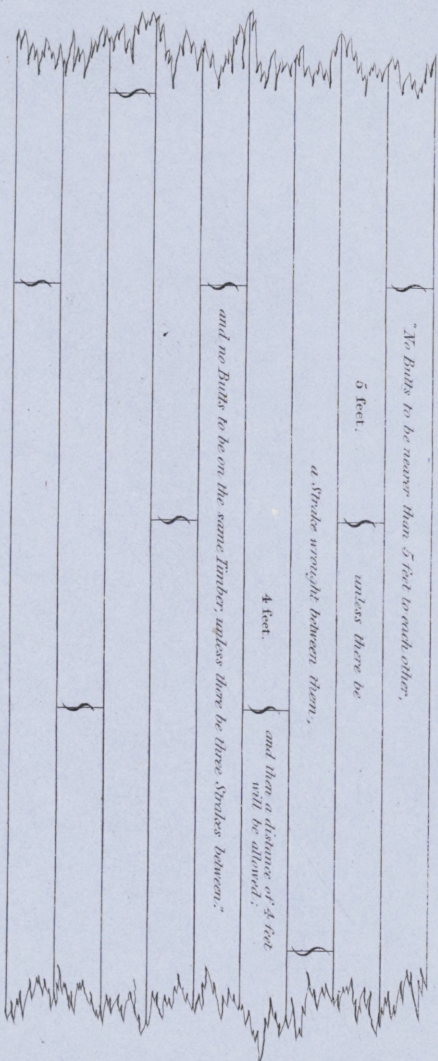 "No Butts to be nearer than 5 feet to each other,
5 feet. unless there be
a Strake wrought between them,
4 feet. and then a distance of 4 feet
will be allowed;
and no Butts to be on the same Timber, unless there be three Strakes between."